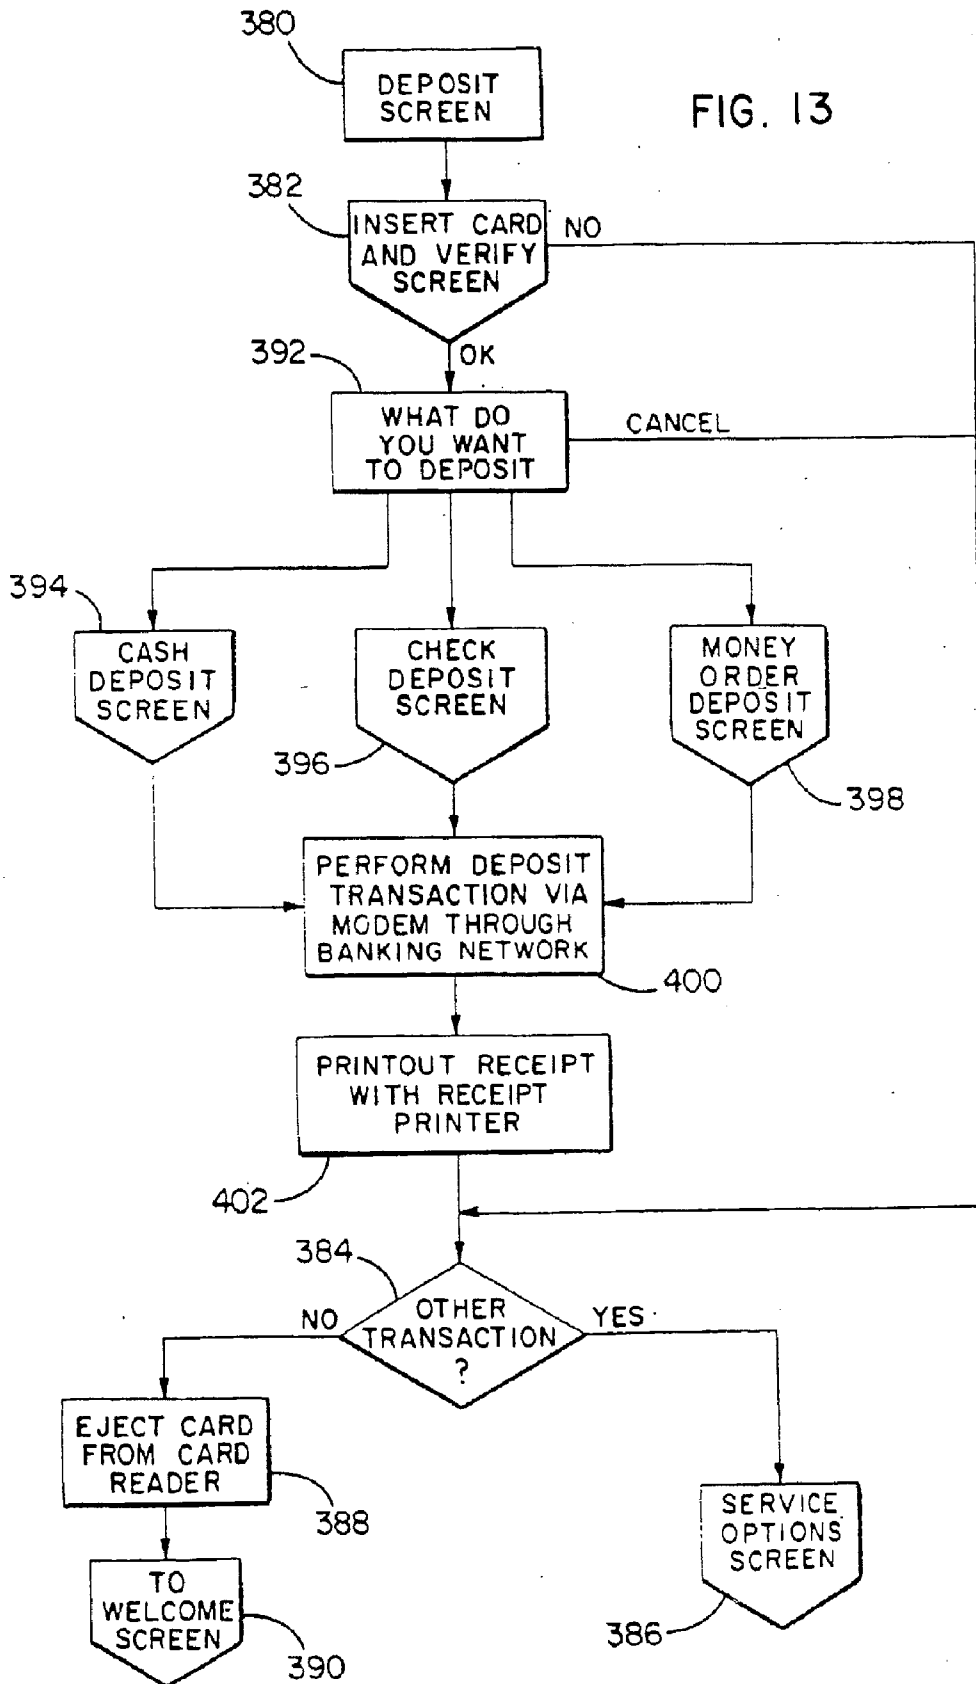 380
DEPOSIT
SCREEN
FIG. 13
382
INSERT CARD
AND VERIFY
SCREEN
NO
OK
392
WHAT DO
YOU WANT
TO DEPOSIT
CANCEL
394
CASH
DEPOSIT
SCREEN
CHECK
DEPOSIT
SCREEN
396
MONEY
ORDER
DEPOSIT
SCREEN
398
PERFORM DEPOSIT
TRANSACTION VIA
MODEM THROUGH
BANKING NETWORK
400
PRINTOUT RECEIPT
WITH RECEIPT
PRINTER
402
384
OTHER
TRANSACTION
?
NO
YES
EJECT CARD
FROM CARD
READER
388
TO
WELCOME
SCREEN
390
SERVICE
OPTIONS
SCREEN
386